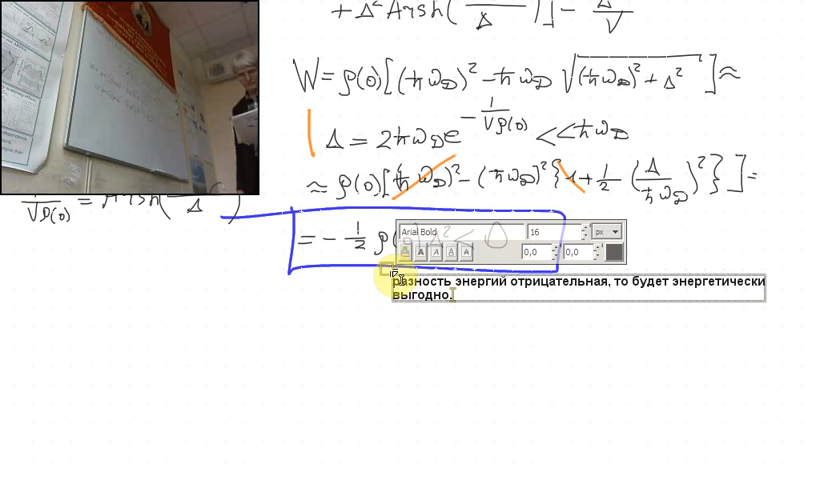 + Δ² Arsh( / Δ )] - Δ / V
W = ρ(0)[(ħω_D)² - ħω_D √((ħω_D)² + Δ²)] ≈
Δ = 2ħω_D e^(-1/(Vρ(0))) << ħω_D
≈ ρ(0)[(ħω_D)² - (ħω_D)² {1 + 1/2 (Δ/ħω_D)²}] =
1/(Vρ(0)) = Arsh( / Δ )
= - 1/2 ρ( Δ² < 0
Arial Bold 16 px
A A A A A 0,0 0,0
разность энергий отрицательная, то будет энергетически
выгодно.